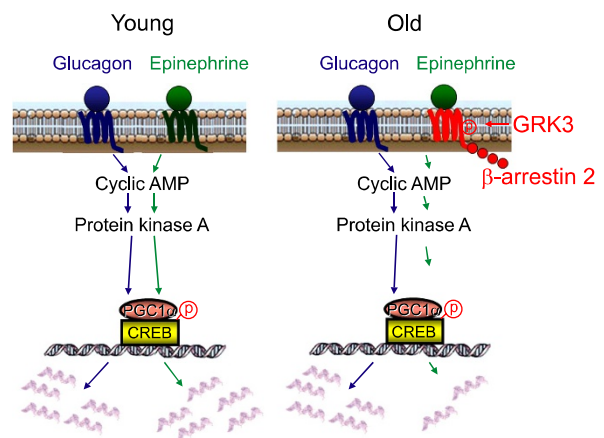 Young
Glucagon Epinephrine
Cyclic AMP
Protein kinase A
PGC1α p
CREB
Old
Glucagon Epinephrine
p
GRK3
β-arrestin 2
Cyclic AMP
Protein kinase A
PGC1α p
CREB